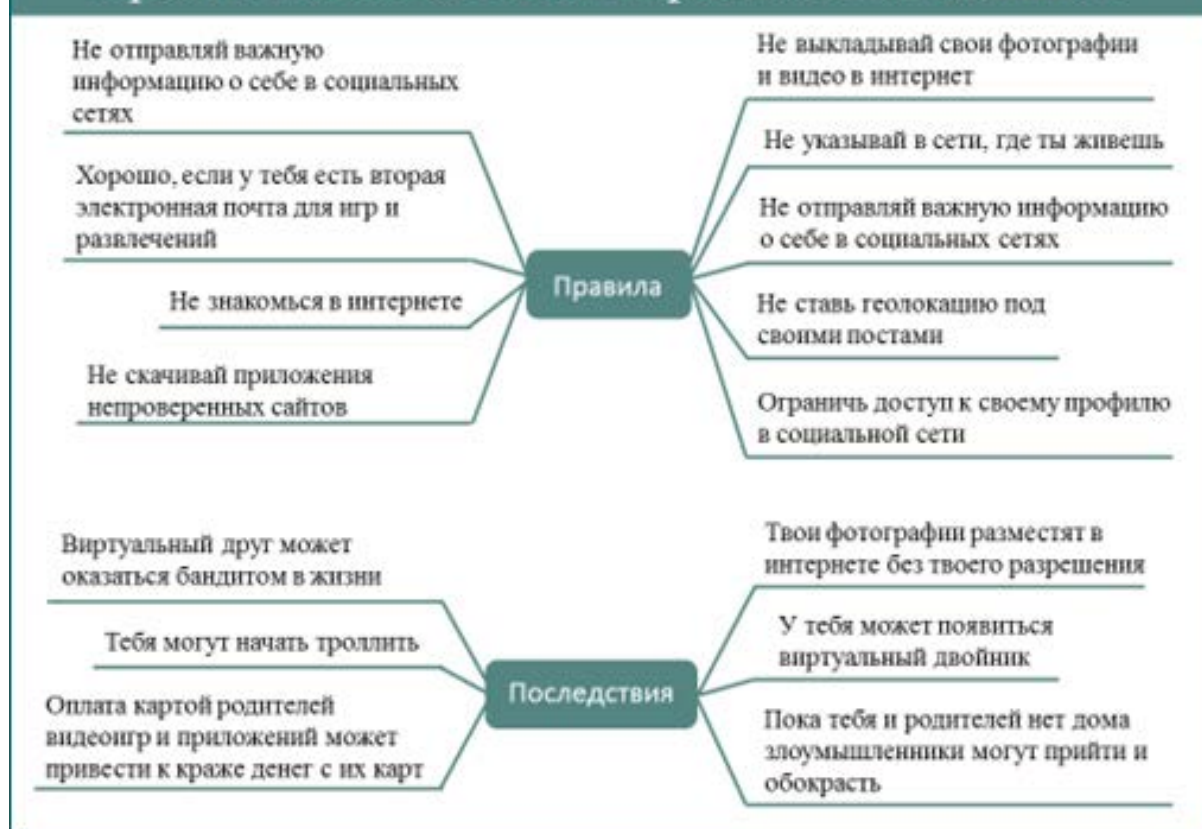 Не отправляй важную
информацию о себе в социальных
сетях
Хорошо, если у тебя есть вторая
электронная почта для игр и
развлечений
Не знакомься в интернете
Не скачивай приложения
непроверенных сайтов
Правила
Не выкладывай свои фотографии
и видео в интернет
Не указывай в сети, где ты живешь
Не отправляй важную информацию
о себе в социальных сетях
Не ставь геолокацию под
своими постами
Ограничь доступ к своему профилю
в социальной сети
Виртуальный друг может
оказаться бандитом в жизни
Тебя могут начать троллить
Оплата картой родителей
видеоигр и приложений может
привести к краже денег с их карт
Последствия
Твои фотографии разместят в
интернете без твоего разрешения
У тебя может появиться
виртуальный двойник
Пока тебя и родителей нет дома
злоумышленники могут прийти и
обокрасть